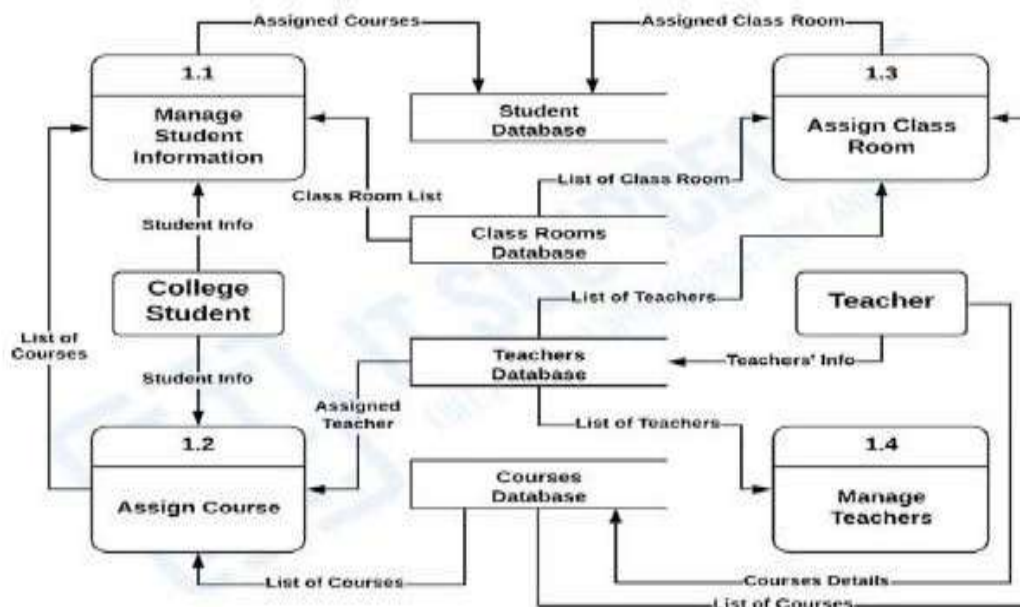 Assigned Courses
Assigned Class Room
1.1
Manage
Student
Information
Student
Database
1.3
Assign Class
Room
List of Class Room
Class Room List
Student Info
Class Rooms
Database
College
Student
List of Teachers
Teacher
List of
Courses
Teachers
Database
Teachers' Info
Student Info
Assigned
Teacher
List of Teachers
1.2
Assign Course
Courses
Database
1.4
Manage
Teachers
List of Courses
Courses Details
List of Courses
IT SOURCE